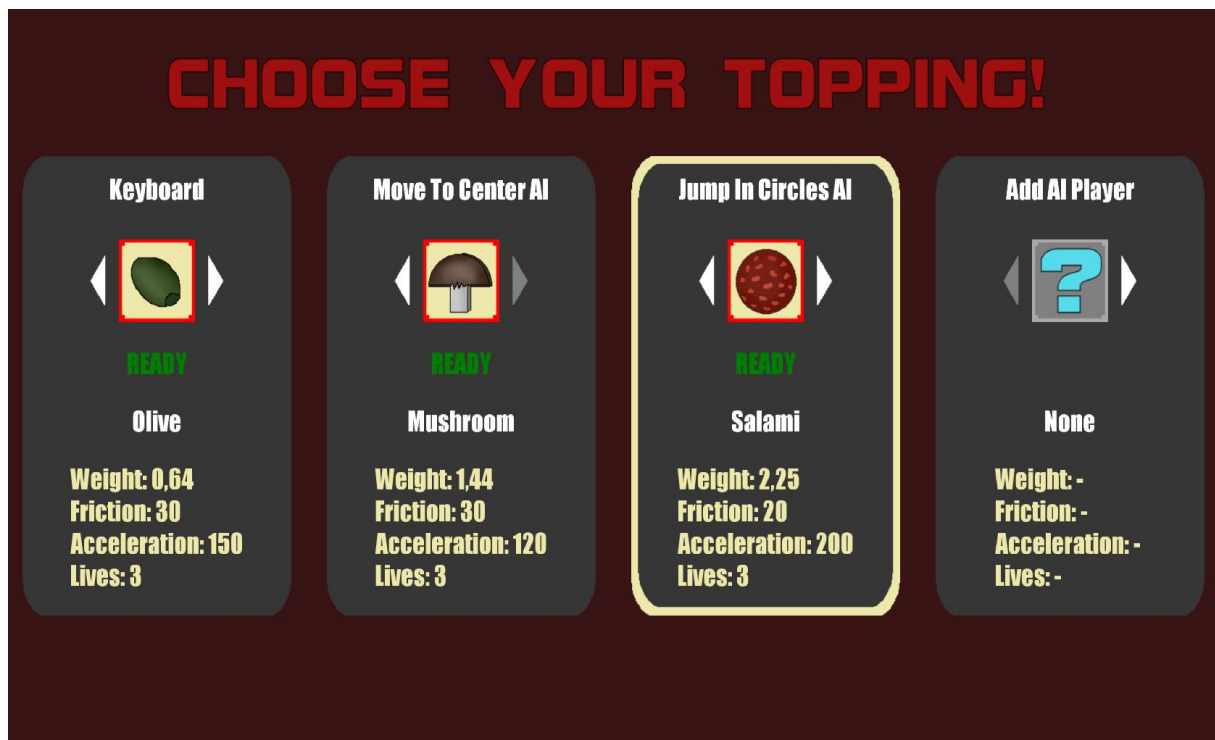 CHOOSE YOUR TOPPING!
Keyboard
READY
Olive
Weight: 0,64
Friction: 30
Acceleration: 150
Lives: 3
Move To Center AI
READY
Mushroom
Weight: 1,44
Friction: 30
Acceleration: 120
Lives: 3
Jump In Circles AI
READY
Salami
Weight: 2,25
Friction: 20
Acceleration: 200
Lives: 3
Add AI Player
?
None
Weight: -
Friction: -
Acceleration: -
Lives: -